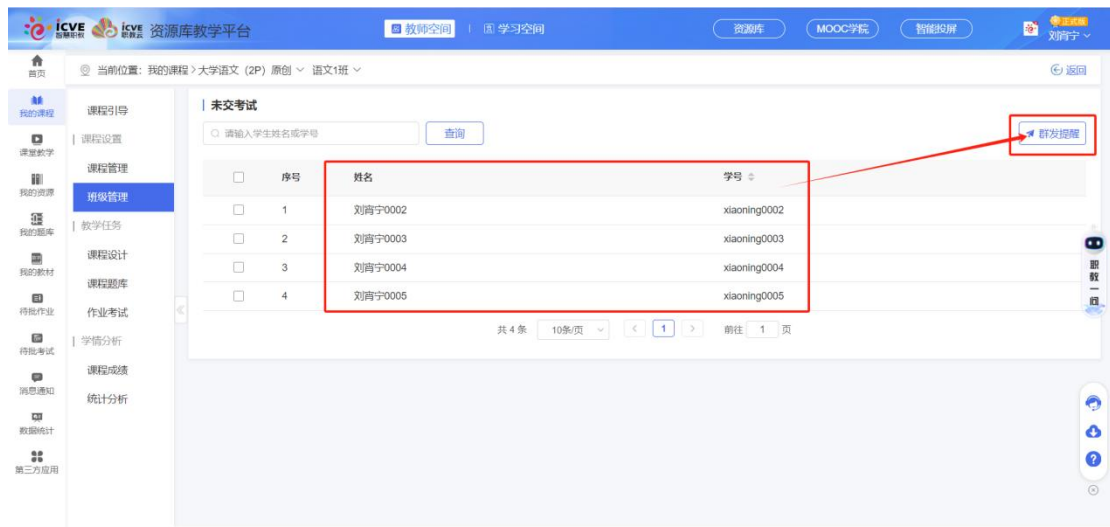 icve 智慧职教 icve 职教云 资源库教学平台 教师空间 学习空间 资源库 MOOC学院 智能投屏 正式版 刘宵宁
首页
当前位置：我的课程>大学语文（2P）原创 语文1班 返回
我的课程
课堂教学
我的资源
我的题库
我的教材
待批作业
待批考试
消息通知
数据统计
第三方应用
课程引导
课程设置
课程管理
班级管理
教学任务
课程设计
课程题库
作业考试
学情分析
课程成绩
统计分析
未交考试
请输入学生姓名或学号 查询 群发提醒
序号 姓名 学号
1 刘宵宁0002 xiaoning0002
2 刘宵宁0003 xiaoning0003
3 刘宵宁0004 xiaoning0004
4 刘宵宁0005 xiaoning0005
共 4 条 10条/页 < 1 > 前往 1 页
职教一问